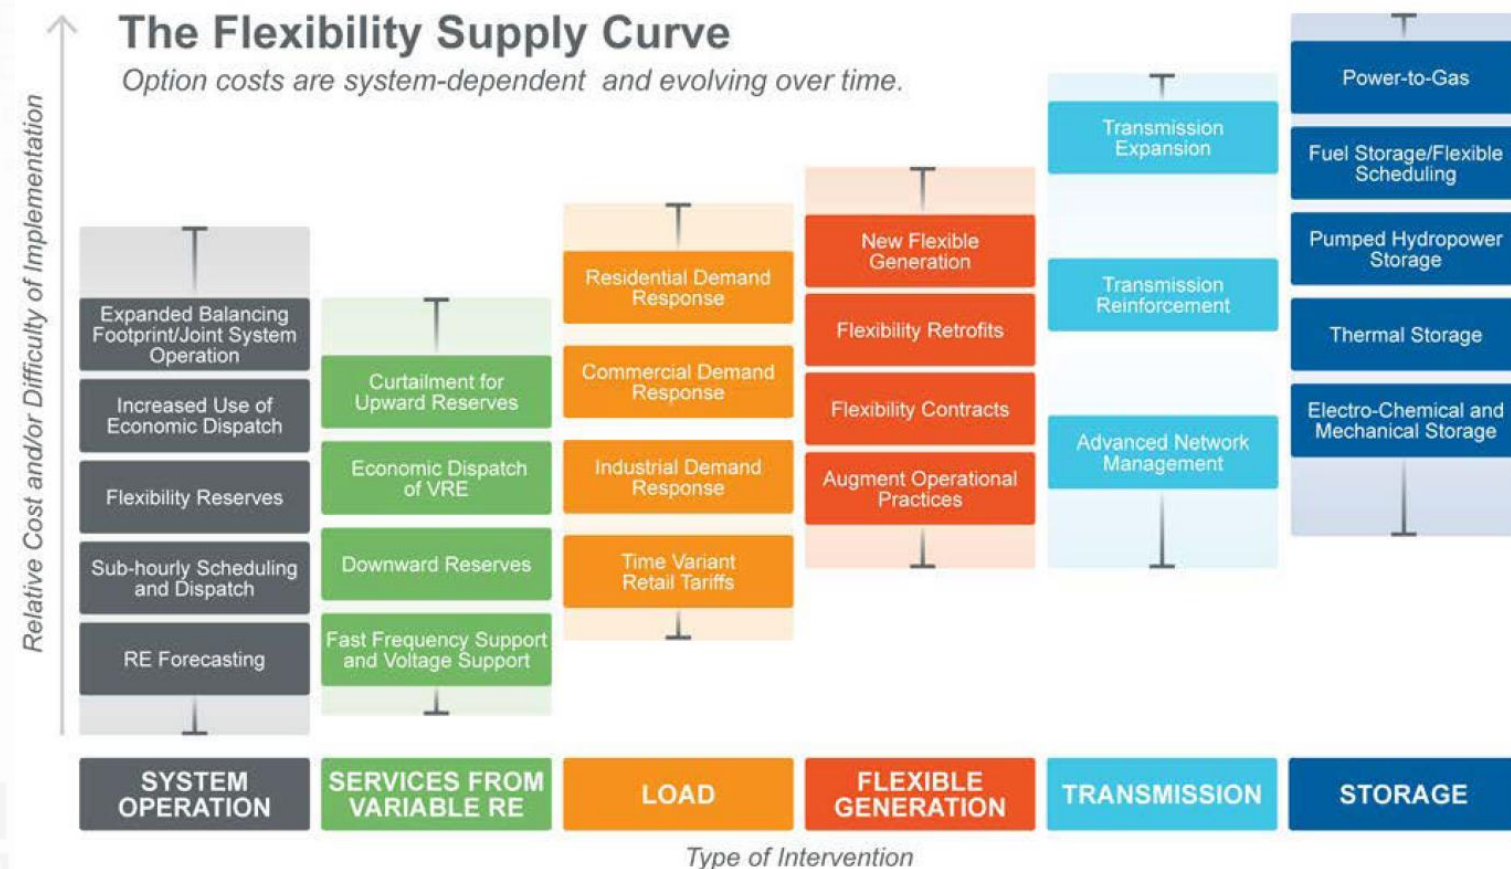 The Flexibility Supply Curve
Option costs are system-dependent and evolving over time.
Relative Cost and/or Difficulty of Implementation
Expanded Balancing
Footprint/Joint System
Operation
Increased Use of
Economic Dispatch
Flexibility Reserves
Sub-hourly Scheduling
and Dispatch
RE Forecasting
SYSTEM
OPERATION
Curtailment for
Upward Reserves
Economic Dispatch
of VRE
Downward Reserves
Fast Frequency Support
and Voltage Support
SERVICES FROM
VARIABLE RE
Residential Demand
Response
Commercial Demand
Response
Industrial Demand
Response
Time Variant
Retail Tariffs
LOAD
New Flexible
Generation
Flexibility Retrofits
Flexibility Contracts
Augment Operational
Practices
FLEXIBLE
GENERATION
Transmission
Expansion
Transmission
Reinforcement
Advanced Network
Management
TRANSMISSION
Power-to-Gas
Fuel Storage/Flexible
Scheduling
Pumped Hydropower
Storage
Thermal Storage
Electro-Chemical and
Mechanical Storage
STORAGE
Type of Intervention